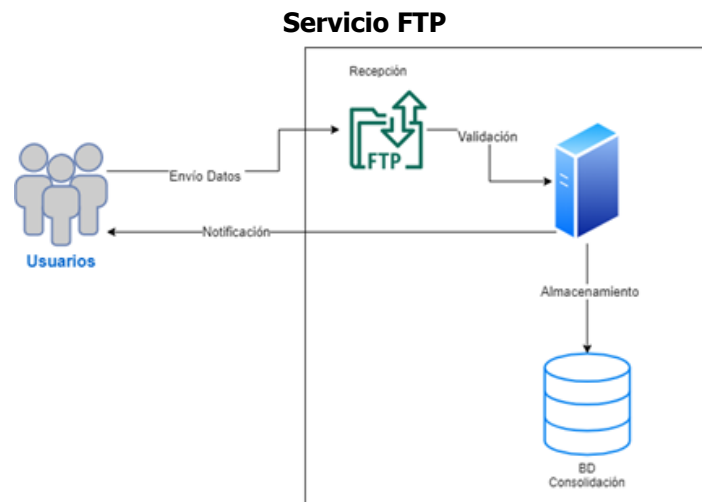 Servicio FTP
Recepción
FTP
Validación
Envío Datos
Notificación
Usuarios
Almacenamiento
BD
Consolidación